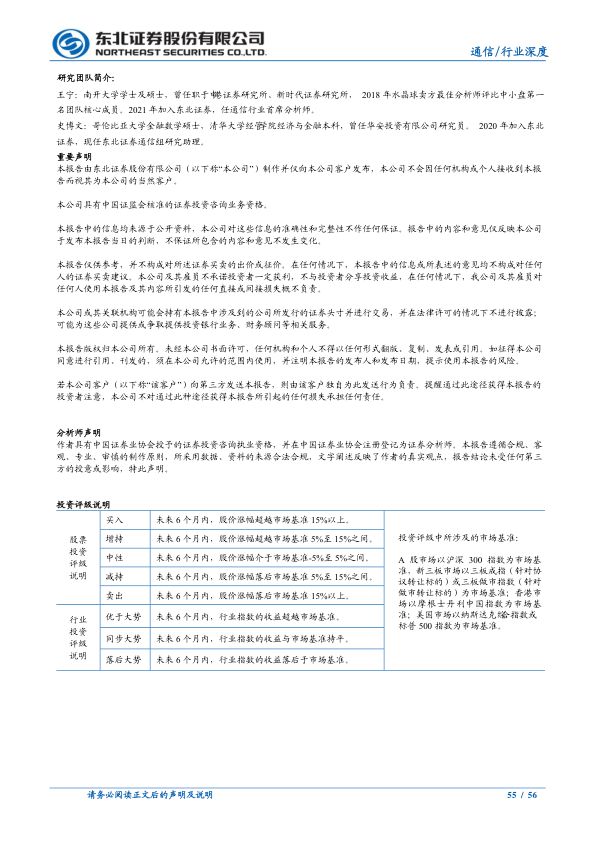 东北证券股份有限公司
NORTHEAST SECURITIES CO.,LTD.
通信/行业深度
研究团队简介：
王宁：南开大学学士及硕士，曾任职于申港证券研究所、新时代证券研究所， 2018 年水晶球卖方最佳分析师评比中小盘第一
名团队核心成员。2021 年加入东北证券，任通信行业首席分析师。
史博文：哥伦比亚大学金融数学硕士，清华大学经管学院经济与金融本科，曾任华安投资有限公司研究员。 2020 年加入东北
证券，现任东北证券通信组研究助理。
重要声明
本报告由东北证券股份有限公司（以下称“本公司”）制作并仅向本公司客户发布，本公司不会因任何机构或个人接收到本报
告而视其为本公司的当然客户。
本公司具有中国证监会核准的证券投资咨询业务资格。
本报告中的信息均来源于公开资料，本公司对这些信息的准确性和完整性不作任何保证。报告中的内容和意见仅反映本公司
于发布本报告当日的判断，不保证所包含的内容和意见不发生变化。
本报告仅供参考，并不构成对所述证券买卖的出价或征价。在任何情况下，本报告中的信息或所表述的意见均不构成对任何
人的证券买卖建议。本公司及其雇员不承诺投资者一定获利，不与投资者分享投资收益，在任何情况下，我公司及其雇员对
任何人使用本报告及其内容所引发的任何直接或间接损失概不负责。
本公司或其关联机构可能会持有本报告中涉及到的公司所发行的证券头寸并进行交易，并在法律许可的情况下不进行披露；
可能为这些公司提供或争取提供投资银行业务、财务顾问等相关服务。
本报告版权归本公司所有。未经本公司书面许可，任何机构和个人不得以任何形式翻版、复制、发表或引用。如征得本公司
同意进行引用、刊发的，须在本公司允许的范围内使用，并注明本报告的发布人和发布日期，提示使用本报告的风险。
若本公司客户（以下称“该客户”）向第三方发送本报告，则由该客户独自为此发送行为负责。提醒通过此途径获得本报告的
投资者注意，本公司不对通过此种途径获得本报告所引起的任何损失承担任何责任。
分析师声明
作者具有中国证券业协会授予的证券投资咨询执业资格，并在中国证券业协会注册登记为证券分析师。本报告遵循合规、客
观、专业、审慎的制作原则，所采用数据、资料的来源合法合规，文字阐述反映了作者的真实观点，报告结论未受任何第三
方的授意或影响，特此声明。
投资评级说明
股票
投资
评级
说明
买入 未来 6 个月内，股价涨幅超越市场基准 15%以上。
增持 未来 6 个月内，股价涨幅超越市场基准 5%至 15%之间。
中性 未来 6 个月内，股价涨幅介于市场基准-5%至 5%之间。
减持 未来 6 个月内，股价涨幅落后市场基准 5%至 15%之间。
卖出 未来 6 个月内，股价涨幅落后市场基准 15%以上。
行业
投资
评级
说明
优于大势 未来 6 个月内，行业指数的收益超越市场基准。
同步大势 未来 6 个月内，行业指数的收益与市场基准持平。
落后大势 未来 6 个月内，行业指数的收益落后于市场基准。
投资评级中所涉及的市场基准：
A 股市场以沪深 300 指数为市场基
准，新三板市场以三板成指（针对协
议转让标的）或三板做市指数（针对
做市转让标的）为市场基准；香港市
场以摩根士丹利中国指数为市场基
准；美国市场以纳斯达克综合指数或
标普 500 指数为市场基准。
请务必阅读正文后的声明及说明
55 / 56